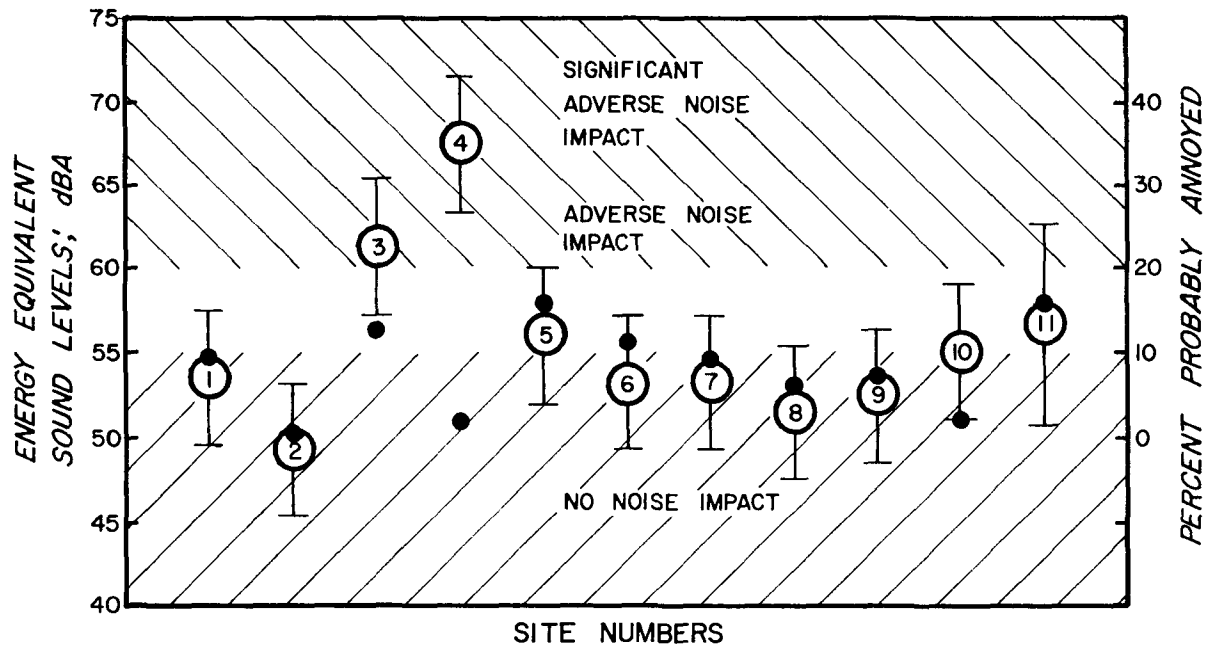 75
70
65
60
55
50
45
40
ENERGY EQUIVALENT
SOUND LEVELS; dBA
SIGNIFICANT
ADVERSE NOISE
IMPACT
ADVERSE NOISE
IMPACT
NO NOISE IMPACT
1
2
3
4
5
6
7
8
9
10
11
40
30
20
10
0
PERCENT PROBABLY ANNOYED
SITE NUMBERS